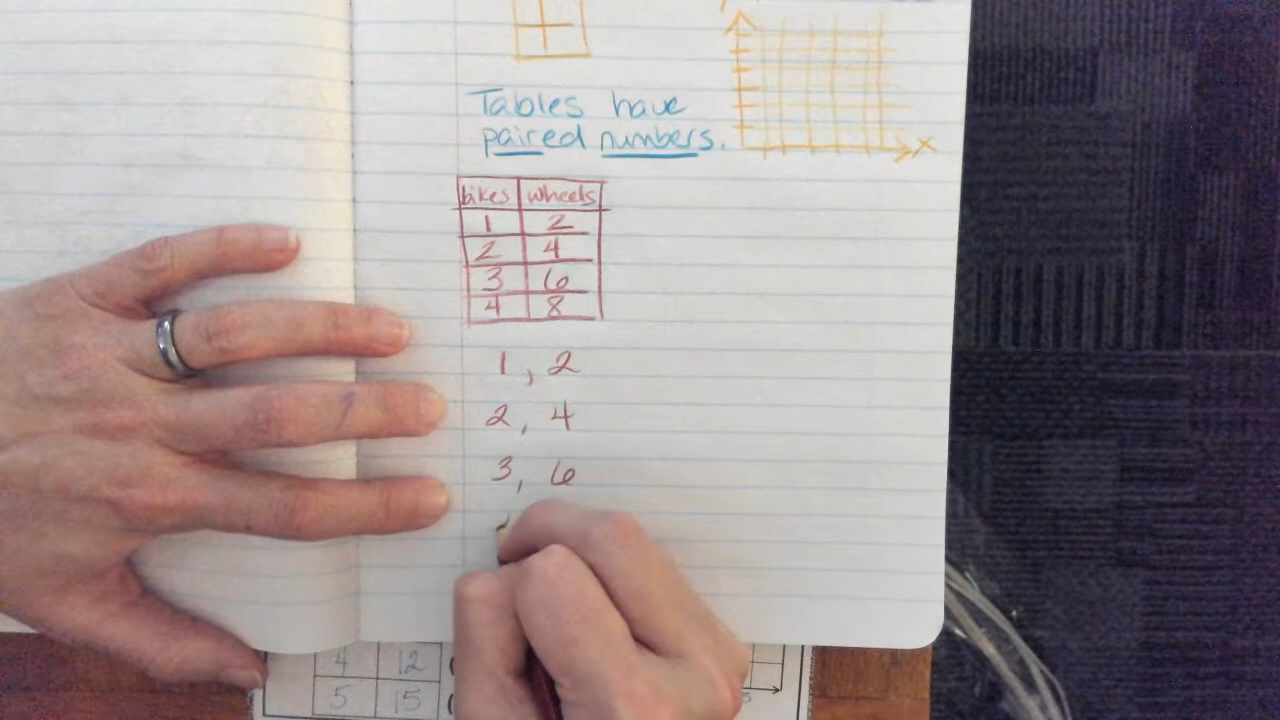 Tables have
paired numbers.
x
bikes wheels
1 2
2 4
3 6
4 8
1, 2
2, 4
3, 6
4 12
5 15